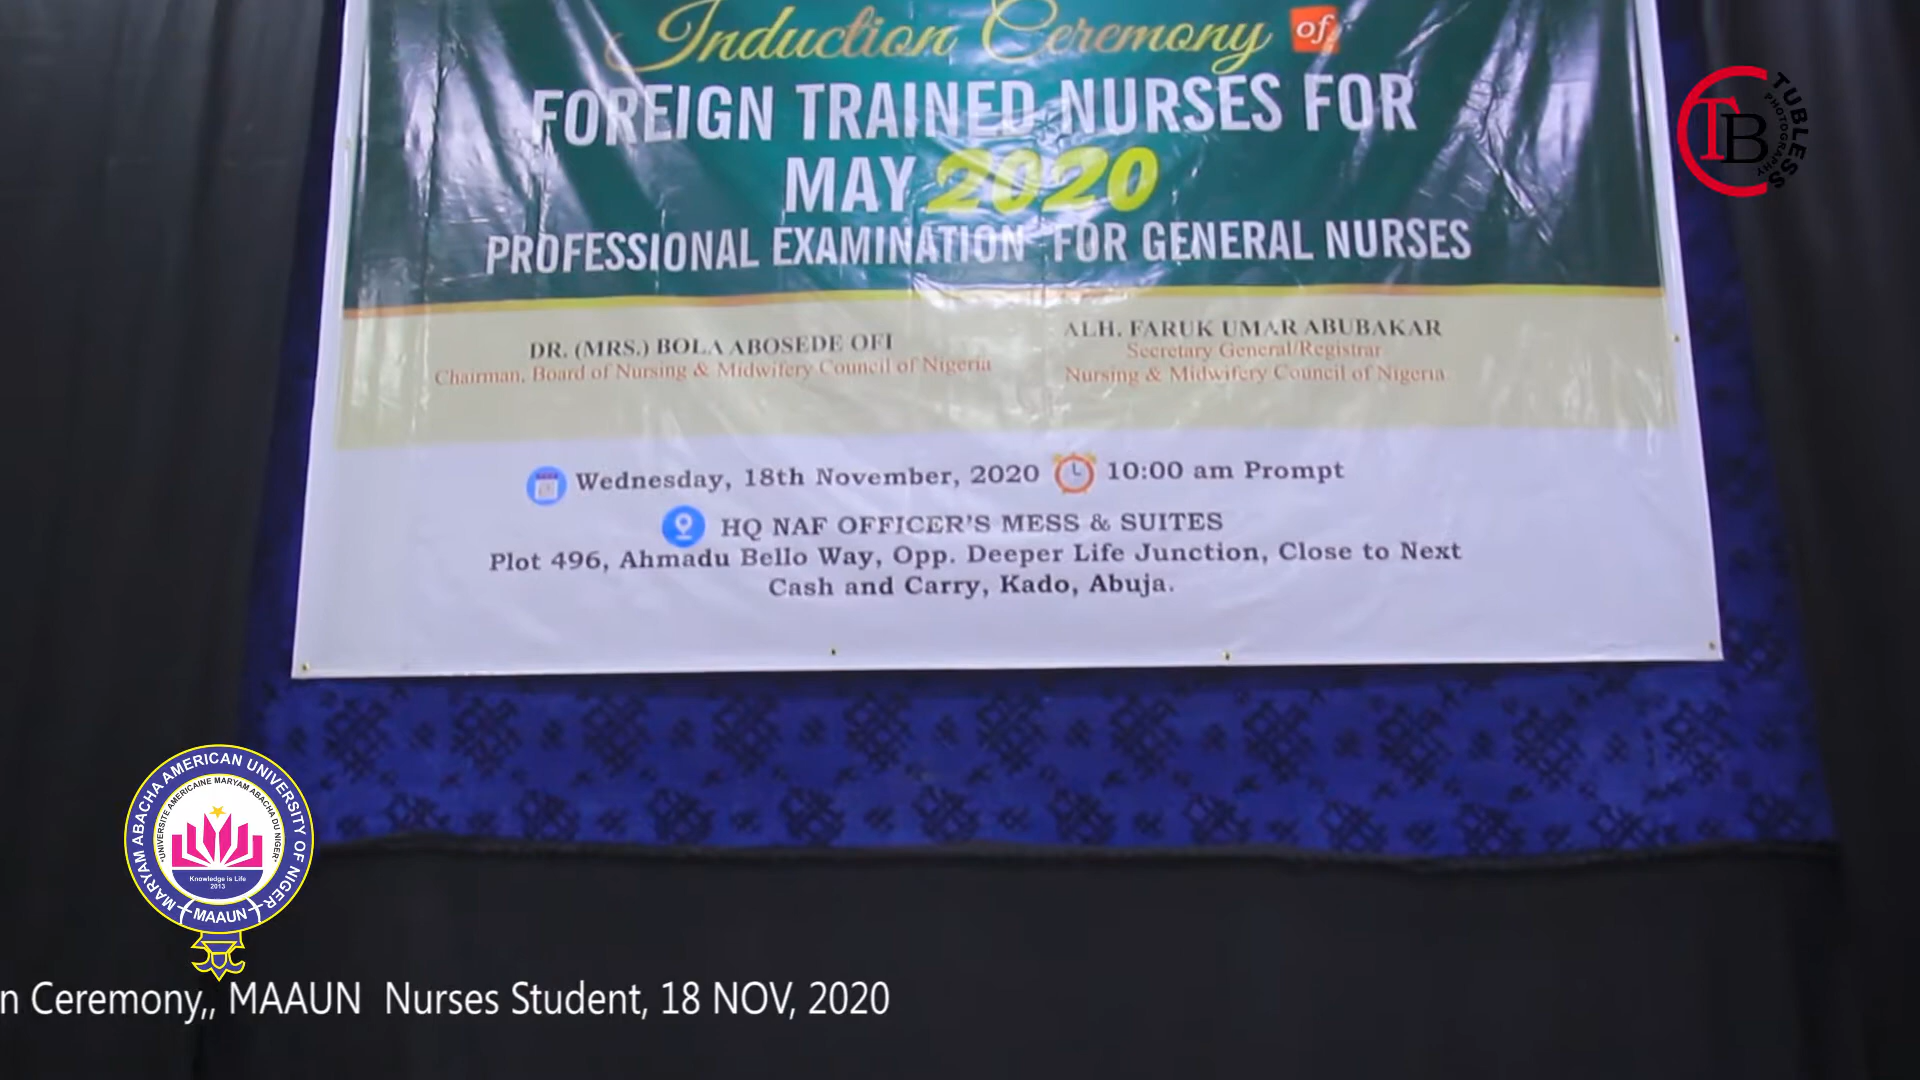 Induction Ceremony of
FOREIGN TRAINED NURSES FOR
MAY 2020
PROFESSIONAL EXAMINATION FOR GENERAL NURSES
DR. (MRS.) BOLA ABOSEDE OFI
Chairman, Board of Nursing & Midwifery Council of Nigeria
ALH. FARUK UMAR ABUBAKAR
Secretary General/Registrar
Nursing & Midwifery Council of Nigeria
Wednesday, 18th November, 2020 10:00 am Prompt
HQ NAF OFFICER'S MESS & SUITES
Plot 496, Ahmadu Bello Way, Opp. Deeper Life Junction, Close to Next
Cash and Carry, Kado, Abuja.
TB
TUBLESS
PHOTOGRAPHY
MARYAM ABACHA AMERICAN UNIVERSITY OF NIGER
UNIVERSITE AMERICAINE MARYAM ABACHA DU NIGER
Knowledge is Life
2013
MAAUN
n Ceremony,, MAAUN Nurses Student, 18 NOV, 2020